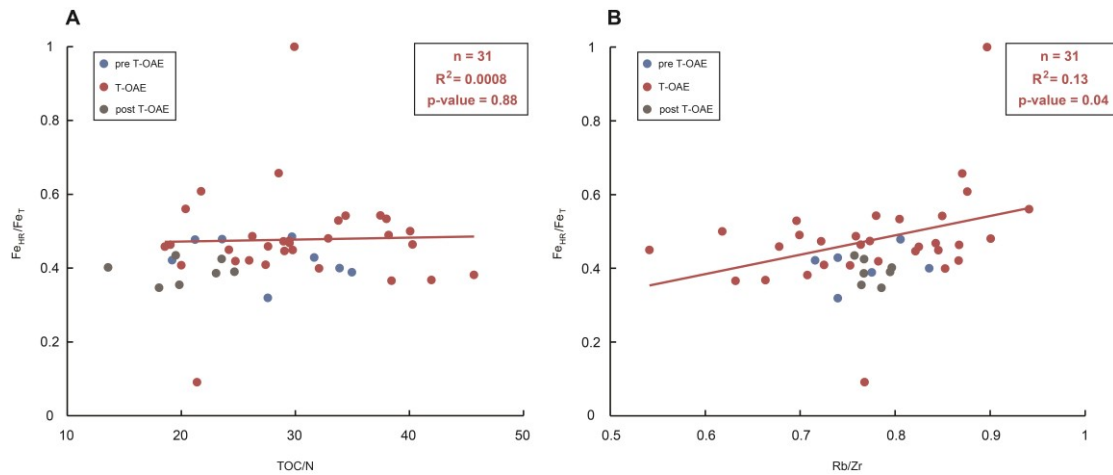 A
pre T-OAE
T-OAE
post T-OAE
n = 31
R²= 0.0008
p-value = 0.88
1
0.8
0.6
0.4
0.2
0
Fe_HR/Fe_T
10
20
30
40
50
TOC/N
B
pre T-OAE
T-OAE
post T-OAE
n = 31
R²= 0.13
p-value = 0.04
1
0.8
0.6
0.4
0.2
0
Fe_HR/Fe_T
0.5
0.6
0.7
0.8
0.9
1
Rb/Zr